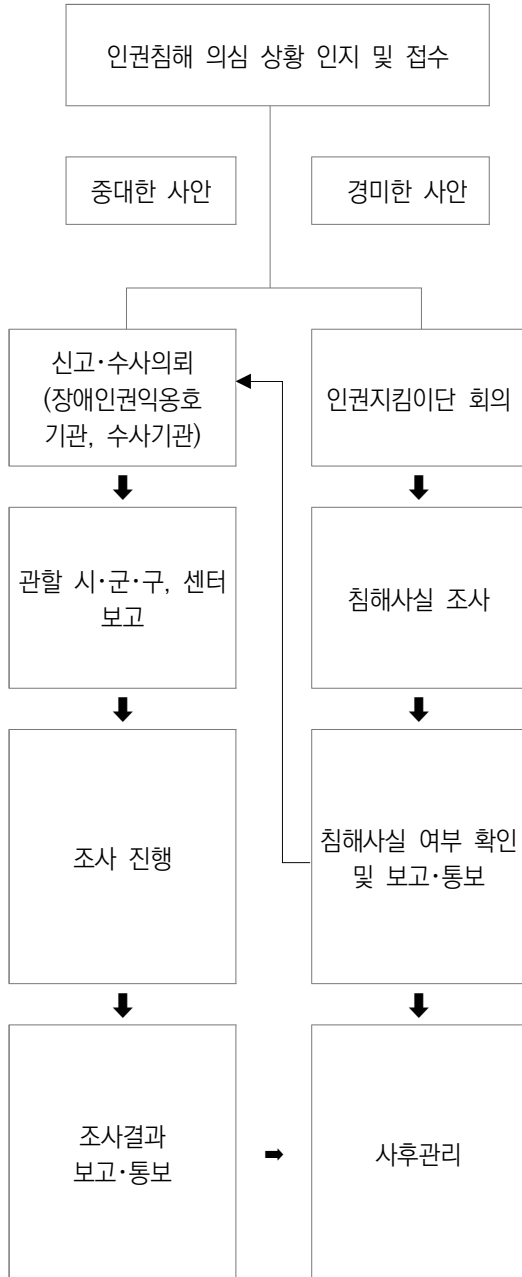 인권침해 의심 상황 인지 및 접수
중대한 사안
경미한 사안
신고·수사의뢰
(장애인권익옹호
기관, 수사기관)
인권지킴이단 회의
관할 시·군·구, 센터
보고
침해사실 조사
조사 진행
침해사실 여부 확인
및 보고·통보
조사결과
보고·통보
사후관리